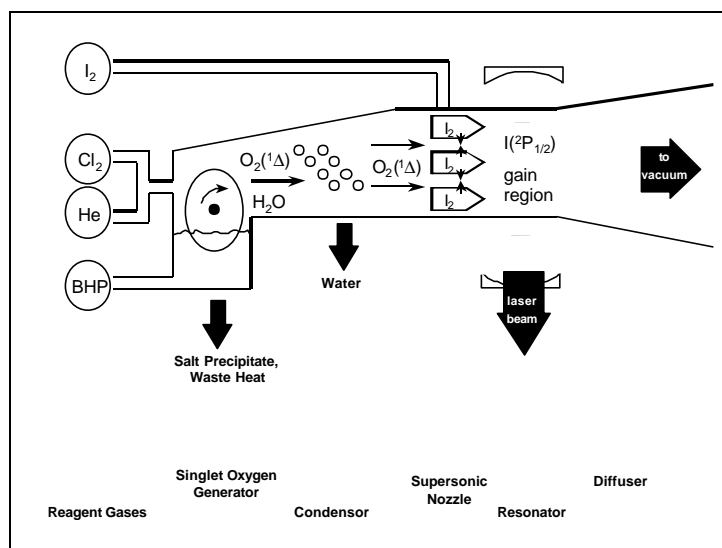 I2
Cl2
He
BHP
O2(1Δ)
H2O
O2(1Δ)
I2
I2
I2
I(2P1/2)
gain
region
to
vacuum
Water
laser
beam
Salt Precipitate,
Waste Heat
Singlet Oxygen
Generator
Supersonic
Nozzle
Diffuser
Reagent Gases
Condensor
Resonator